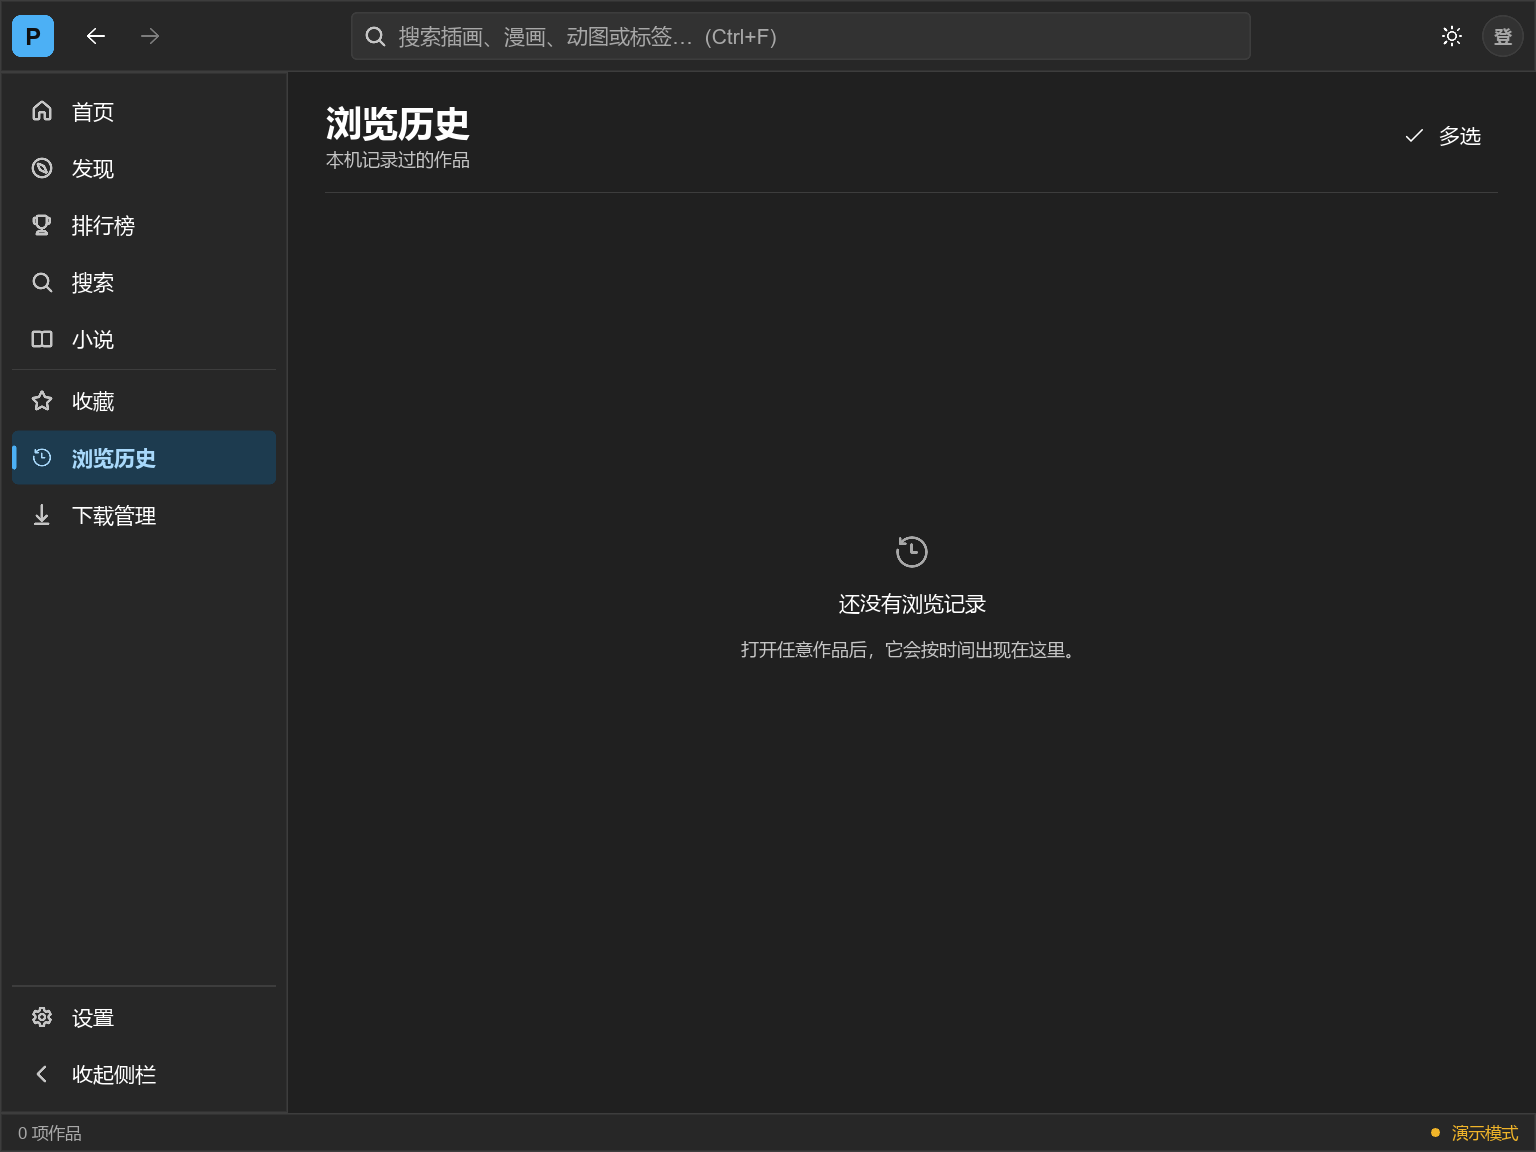 P
搜索插画、漫画、动图或标签… (Ctrl+F)
登
首页
发现
排行榜
搜索
小说
收藏
浏览历史
下载管理
设置
收起侧栏
浏览历史
本机记录过的作品
多选
还没有浏览记录
打开任意作品后，它会按时间出现在这里。
0 项作品
演示模式